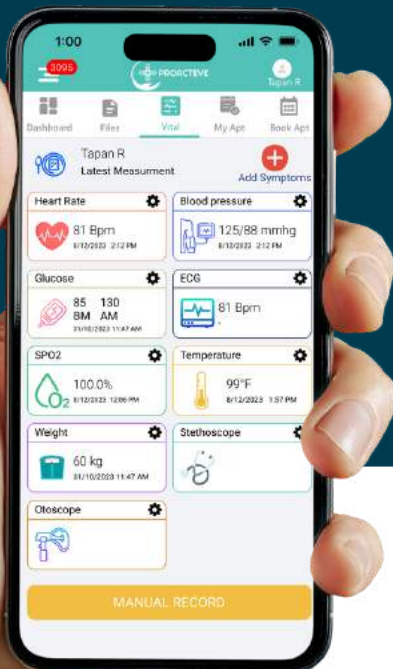 1:00
3095
PROACTEVE
Tapan R
Dashboard Files Vital My Apt Book Apt
Tapan R
Latest Measurment
Add Symptoms
Heart Rate
81 Bpm
8/12/2023 2:12 PM
Blood pressure
125/88 mmhg
8/12/2023 2:12 PM
Glucose
85 130
BM AM
31/10/2023 11:47 AM
ECG
81 Bpm
-
SPO2
O2
100.0%
8/12/2023 12:06 PM
Temperature
99°F
8/12/2023 1:57 PM
Weight
60 kg
31/10/2023 11:47 AM
Stethoscope
Otoscope
MANUAL RECORD